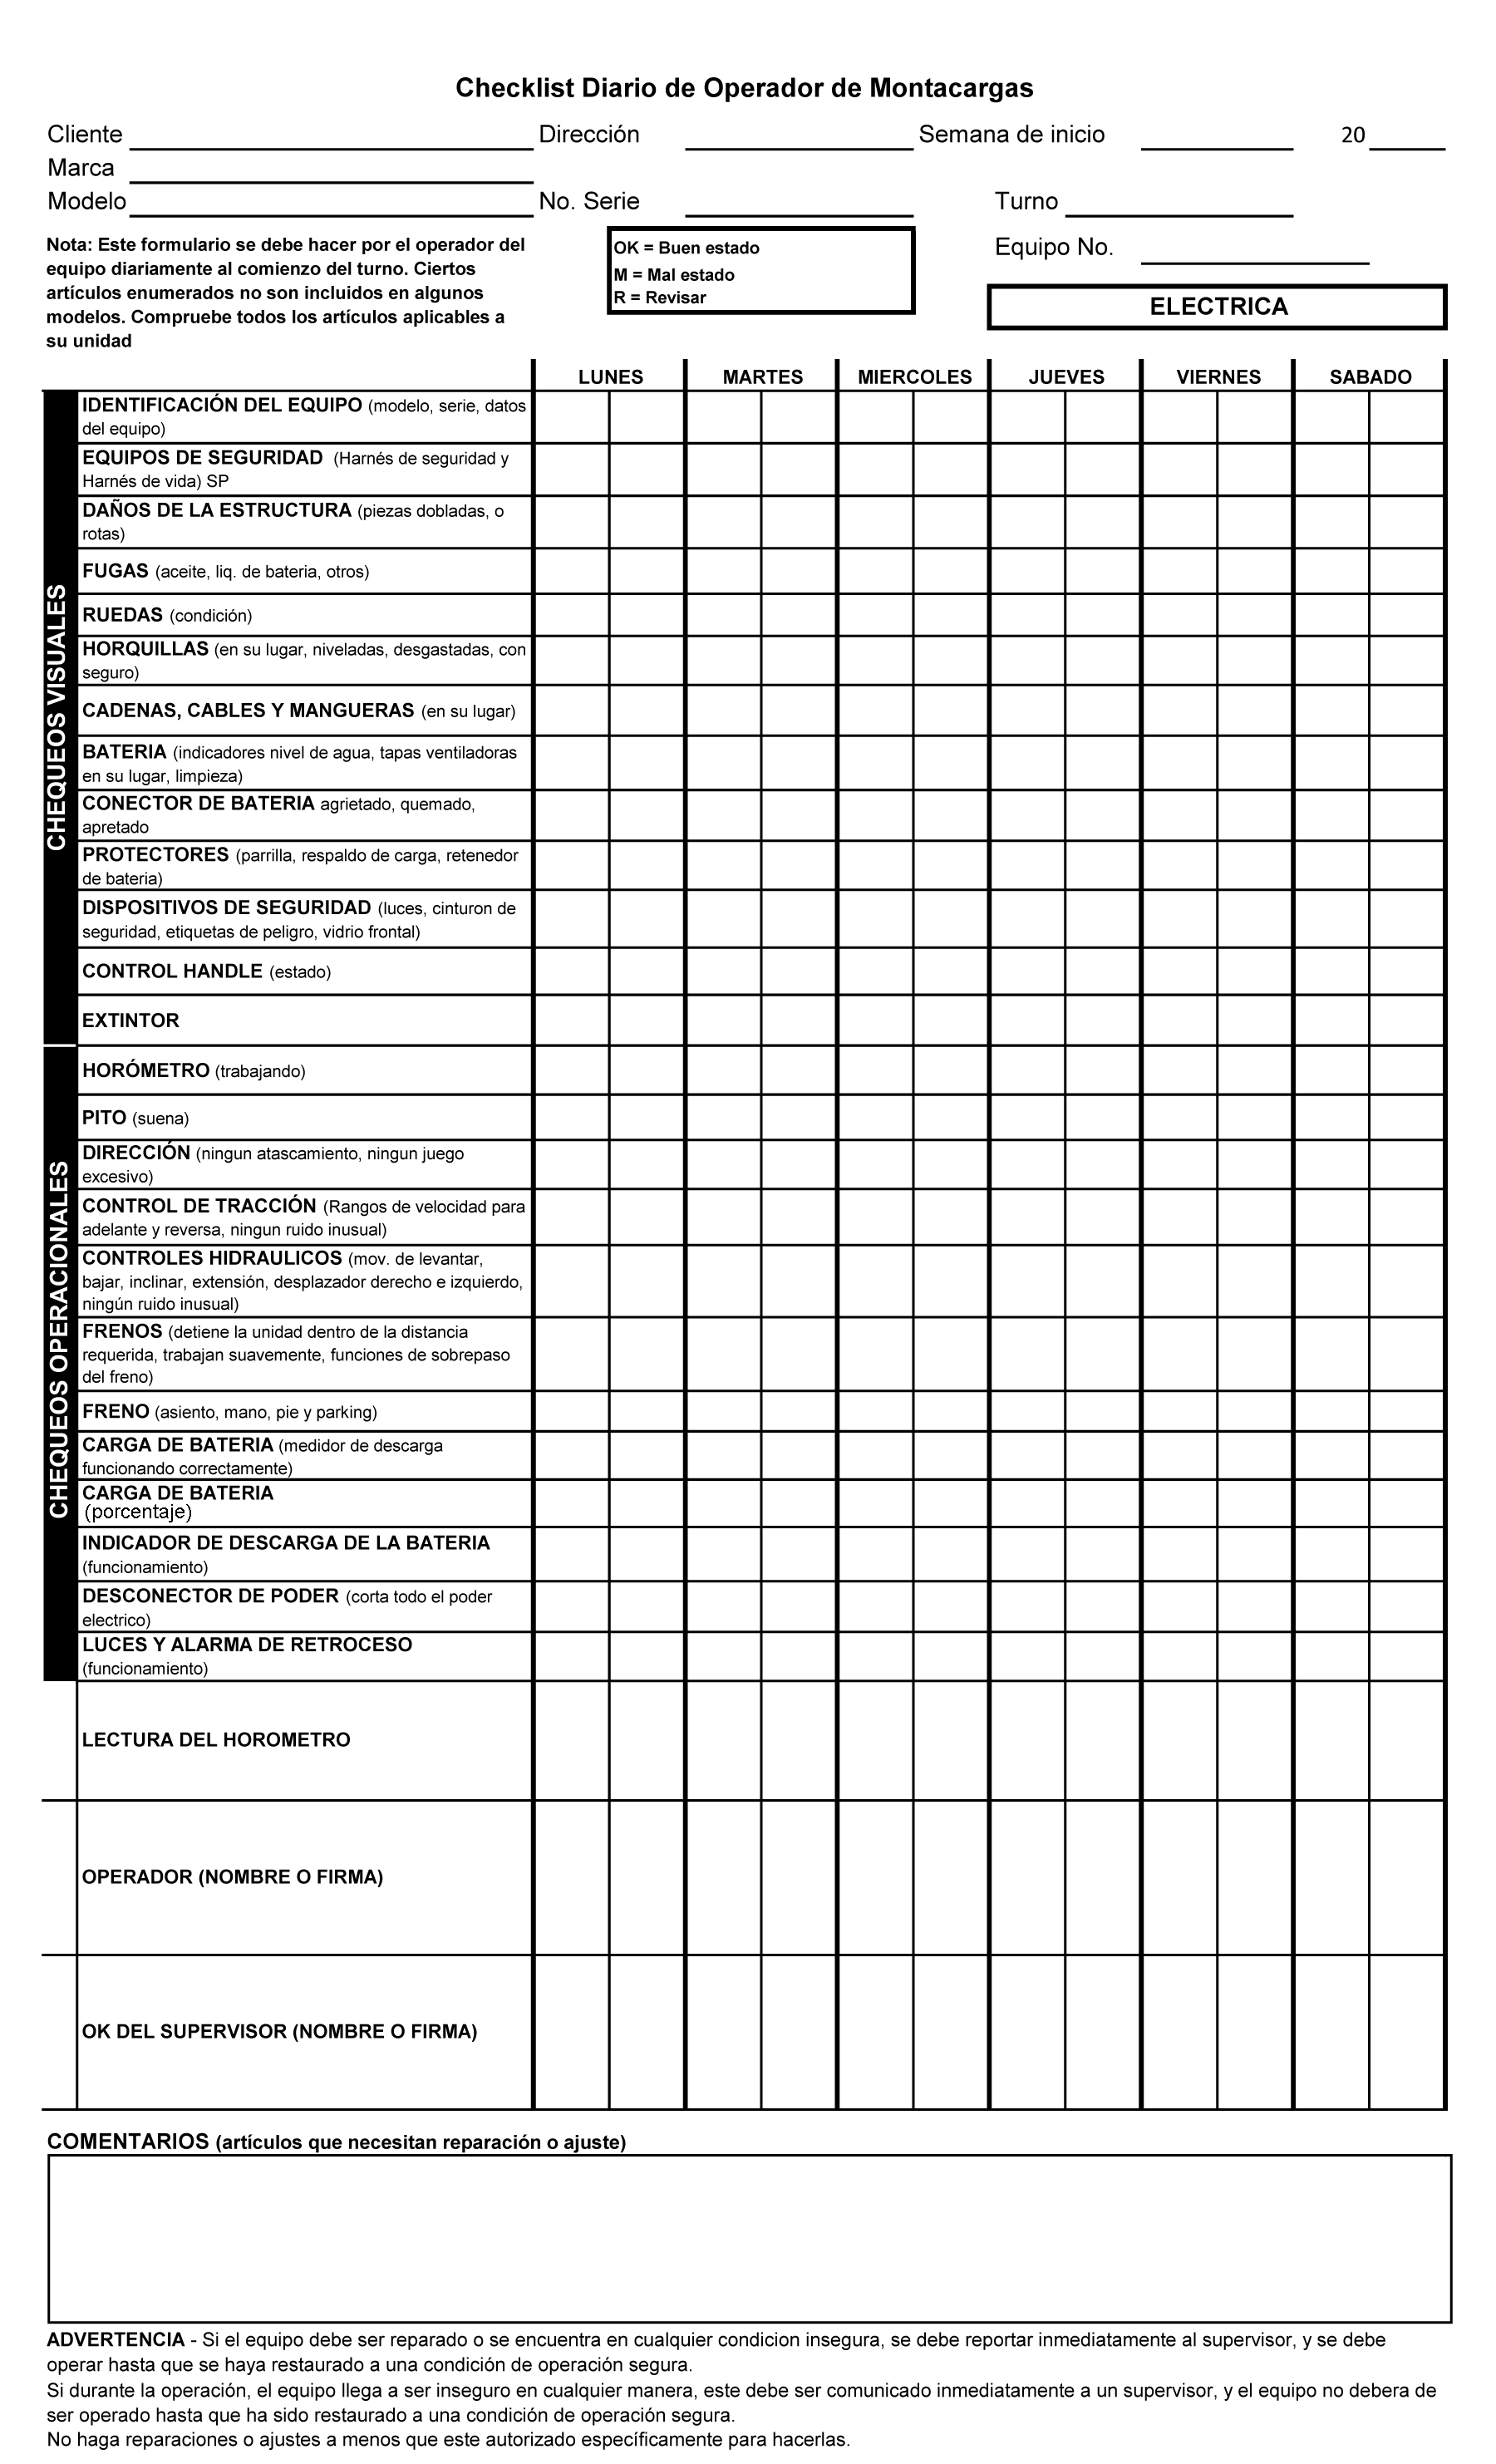 Checklist Diario de Operador de Montacargas
Cliente Dirección Semana de inicio 20
Marca
Modelo No. Serie Turno
Nota: Este formulario se debe hacer por el operador del
equipo diariamente al comienzo del turno. Ciertos
artículos enumerados no son incluidos en algunos
modelos. Compruebe todos los artículos aplicables a
su unidad
OK = Buen estado
M = Mal estado
R = Revisar
Equipo No.
ELECTRICA
LUNES MARTES MIERCOLES JUEVES VIERNES SABADO
CHEQUEOS VISUALES
IDENTIFICACIÓN DEL EQUIPO (modelo, serie, datos
del equipo)
EQUIPOS DE SEGURIDAD (Harnés de seguridad y
Harnés de vida) SP
DAÑOS DE LA ESTRUCTURA (piezas dobladas, o
rotas)
FUGAS (aceite, liq. de bateria, otros)
RUEDAS (condición)
HORQUILLAS (en su lugar, niveladas, desgastadas, con
seguro)
CADENAS, CABLES Y MANGUERAS (en su lugar)
BATERIA (indicadores nivel de agua, tapas ventiladoras
en su lugar, limpieza)
CONECTOR DE BATERIA agrietado, quemado,
apretado
PROTECTORES (parrilla, respaldo de carga, retenedor
de bateria)
DISPOSITIVOS DE SEGURIDAD (luces, cinturon de
seguridad, etiquetas de peligro, vidrio frontal)
CONTROL HANDLE (estado)
EXTINTOR
CHEQUEOS OPERACIONALES
HORÓMETRO (trabajando)
PITO (suena)
DIRECCIÓN (ningun atascamiento, ningun juego
excesivo)
CONTROL DE TRACCIÓN (Rangos de velocidad para
adelante y reversa, ningun ruido inusual)
CONTROLES HIDRAULICOS (mov. de levantar,
bajar, inclinar, extensión, desplazador derecho e izquierdo,
ningún ruido inusual)
FRENOS (detiene la unidad dentro de la distancia
requerida, trabajan suavemente, funciones de sobrepaso
del freno)
FRENO (asiento, mano, pie y parking)
CARGA DE BATERIA (medidor de descarga
funcionando correctamente)
CARGA DE BATERIA
(porcentaje)
INDICADOR DE DESCARGA DE LA BATERIA
(funcionamiento)
DESCONECTOR DE PODER (corta todo el poder
electrico)
LUCES Y ALARMA DE RETROCESO
(funcionamiento)
LECTURA DEL HOROMETRO
OPERADOR (NOMBRE O FIRMA)
OK DEL SUPERVISOR (NOMBRE O FIRMA)
COMENTARIOS (artículos que necesitan reparación o ajuste)
ADVERTENCIA - Si el equipo debe ser reparado o se encuentra en cualquier condicion insegura, se debe reportar inmediatamente al supervisor, y se debe
operar hasta que se haya restaurado a una condición de operación segura.
Si durante la operación, el equipo llega a ser inseguro en cualquier manera, este debe ser comunicado inmediatamente a un supervisor, y el equipo no debera de
ser operado hasta que ha sido restaurado a una condición de operación segura.
No haga reparaciones o ajustes a menos que este autorizado específicamente para hacerlas.